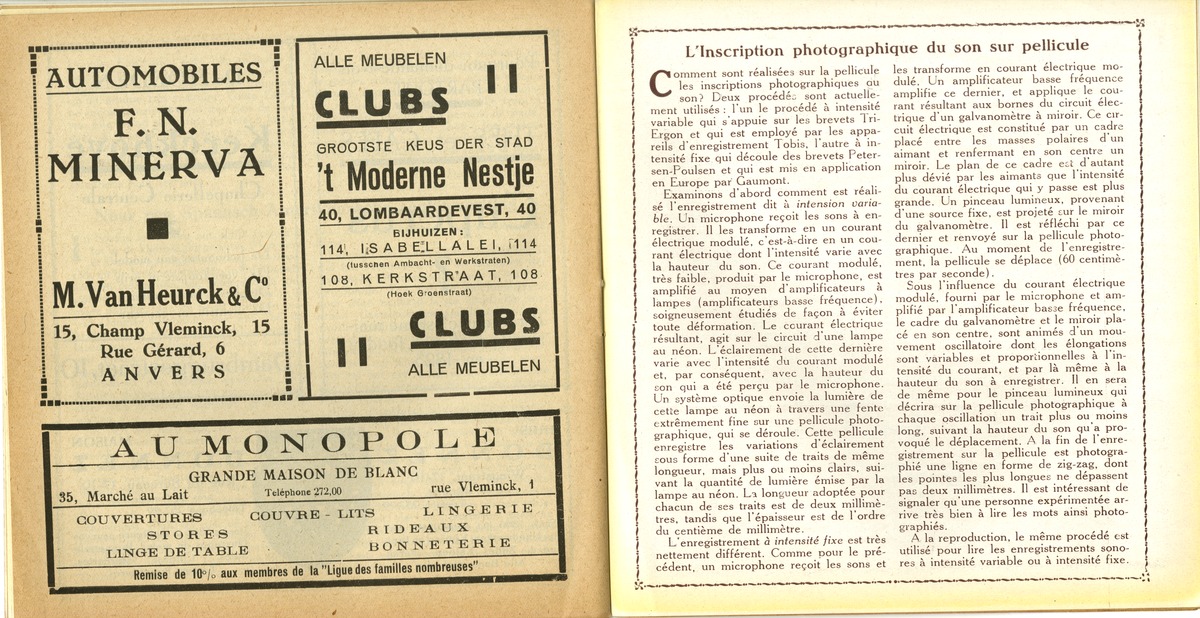 AUTOMOBILES
F. N.
MINERVA
M. Van Heurck & Cº
15, Champ Vleminck, 15
Rue Gérard, 6
ANVERS
ALLE MEUBELEN
CLUBS
GROOTSTE KEUS DER STAD
't Moderne Nestje
40, LOMBAARDEVEST, 40
BIJHUIZEN:
114, ISABELLALEI, 114
(tusschen Ambacht- en Werkstraten)
108, KERKSTRAAT, 108
(Hoek Groenstraat)
CLUBS
ALLE MEUBELEN
AU MONOPOLE
GRANDE MAISON DE BLANC
35, Marché au Lait Téléphone 272,00 rue Vleminck, 1
COUVERTURES COUVRE-LITS LINGERIE
STORES RIDEAUX
LINGE DE TABLE BONNETERIE
Remise de 10% aux membres de la "Ligue des familles nombreuses"
L'Inscription photographique du son sur pellicule
Comment sont réalisées sur la pellicule
les inscriptions photographiques ou
son? Deux procédés sont actuelle-
ment utilisés : l'un le procédé à intensité
variable qui s'appuie sur les brevets Tri-
Ergon et qui est employé par les appa-
reils d'enregistrement Tobis, l'autre à in-
tensité fixe qui découle des brevets Peter-
sen-Poulsen et qui est mis en application
en Europe par Gaumont.
Examinons d'abord comment est réali-
sé l'enregistrement dit à intension varia-
ble. Un microphone reçoit les sons à en-
registrer. Il les transforme en un courant
électrique modulé, c'est-à-dire en un cou-
rant électrique dont l'intensité varie avec
la hauteur du son. Ce courant modulé,
très faible, produit par le microphone, est
amplifié au moyen d'amplificateurs à
lampes (amplificateurs basse fréquence),
soigneusement étudiés de façon à éviter
toute déformation. Le courant électrique
résultant, agit sur le circuit d'une lampe
au néon. L'éclairement de cette dernière
varie avec l'intensité du courant modulé
et, par conséquent, avec la hauteur du
son qui a été perçu par le microphone.
Un système optique envoie la lumière de
cette lampe au néon à travers une fente
extrêmement fine sur une pellicule photo-
graphique, qui se déroule. Cette pellicule
enregistre les variations d'éclairement
sous forme d'une suite de traits de même
longueur, mais plus ou moins clairs, sui-
vant la quantité de lumière émise par la
lampe au néon. La longueur adoptée pour
chacun de ses traits est de deux millimè-
tres, tandis que l'épaisseur est de l'ordre
du centième de millimètre.
L'enregistrement à intensité fixe est très
nettement différent. Comme pour le pré-
cédent, un microphone reçoit les sons et
les transforme en courant électrique mo-
dulé. Un amplificateur basse fréquence
amplifie ce dernier, et applique le cou-
rant résultant aux bornes du circuit élec-
trique d'un galvanomètre à miroir. Ce cir-
cuit électrique est constitué par un cadre
placé entre les masses polaires d'un
aimant et renfermant en son centre un
miroir. Le plan de ce cadre est d'autant
plus dévié par les aimants que l'intensité
du courant électrique qui y passe est plus
grande. Un pinceau lumineux, provenant
d'une source fixe, est projeté sur le miroir
du galvanomètre. Il est réfléchi par ce
dernier et renvoyé sur la pellicule photo-
graphique. Au moment de l'enregistre-
ment, la pellicule se déplace (60 centimè-
tres par seconde).
Sous l'influence du courant électrique
modulé, fourni par le microphone et am-
plifié par l'amplificateur basse fréquence,
le cadre du galvanomètre et le miroir pla-
cé en son centre, sont animés d'un mou-
vement oscillatoire dont les élongations
sont variables et proportionnelles à l'in-
tensité du courant, et par là même à la
hauteur du son à enregistrer. Il en sera
de même pour le pinceau lumineux qui
décrira sur la pellicule photographique à
chaque oscillation un trait plus ou moins
long, suivant la hauteur du son qu'a pro-
voqué le déplacement. A la fin de l'enre-
gistrement sur la pellicule est photogra-
phié une ligne en forme de zig-zag, dont
les pointes les plus longues ne dépassent
pas deux millimètres. Il est intéressant de
signaler qu'une personne expérimentée ar-
rive très bien à lire les mots ainsi photo-
graphiés.
A la reproduction, le même procédé est
utilisé pour lire les enregistrements sono-
res à intensité variable ou à intensité fixe.